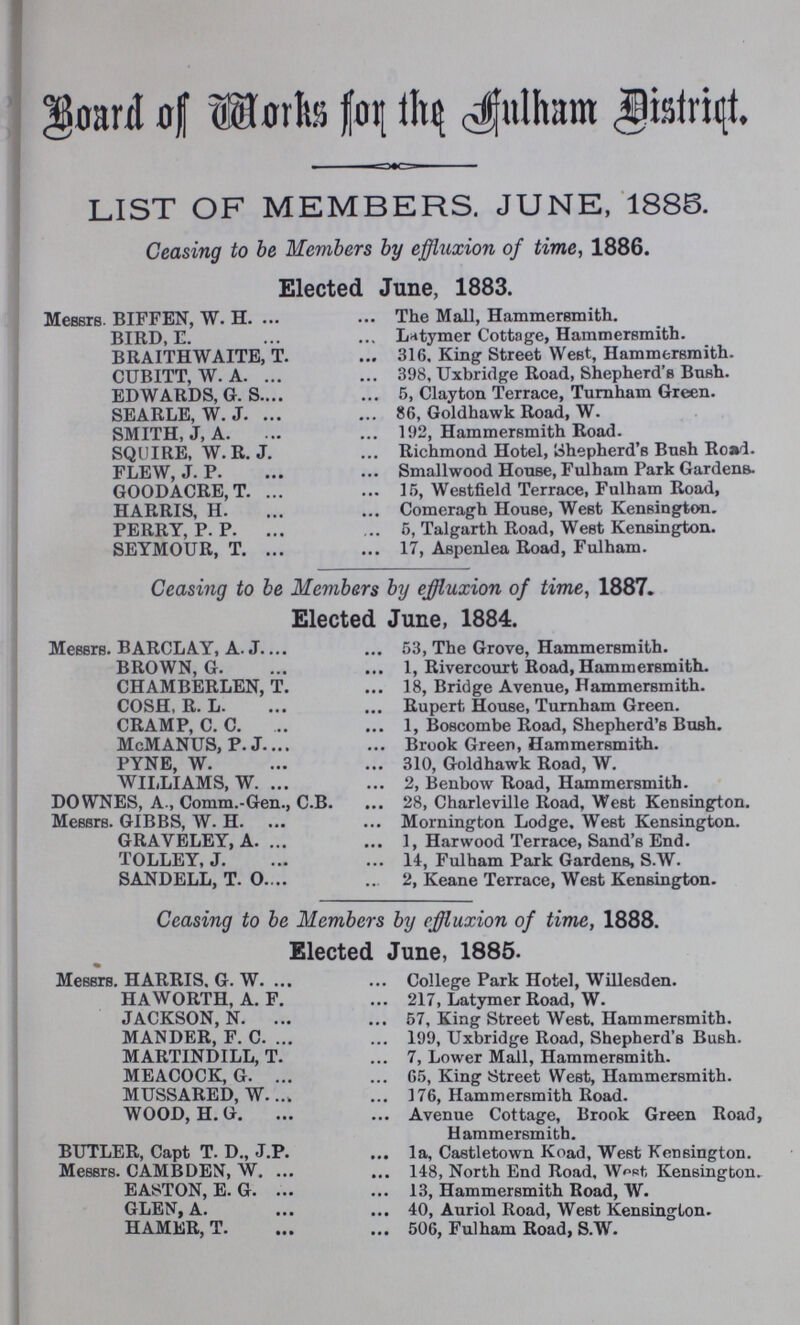 Board of Works for the Fulham District.
LIST OF MEMBERS. JUNE, 1885.
Ceasing to be Members by effluxion of time, 1886.
Elected June, 1883.
Messrs. BIFFEN, W. H. ... ... The Mall, Hammersmith.
BIRD, E. ... ... Latymer Cottage, Hammersmith.
BRAITHWAITE, T. ... 316, King Street West, Hammersmith.
CUBITT, W. A. ... ... 398, Uxbridge Road, Shepherd's Bush.
EDWARDS, G. S.... ... 5, Clayton Terrace, Turnham Green.
SEARLE, W. J. ... ... 86, Goldhawk Road, W.
SMITH, J, A. ... ... 192, Hammersmith Road.
SQUIRE, W. R. J. ... Richmond Hotel, Shepherd's Bush Road.
FLEW, J. P. ... ... Smallwood House, Fulham Park Gardens.
GOODACRE, T. ... ... 15, Westfield Terrace, Fulham Road,
HARRIS, H. ... ... Comeragh House, West Kensington.
PERRY, P. P. ... ... 5, Talgarth Road, West Kensington.
SEYMOUR, T. ... ... 17, Aspenlea Road, Fulham.
Ceasing to be Members by effluxion of time, 1887.
Elected June, 1884.
Messrs. BARCLAY, A. J.... ... 53, The Grove, Hammersmith.
BROWN, G. ... ... 1, Rivercourt Road, Hammersmith.
CHAMBERLEN, T. ... 18, Bridge Avenue, Hammersmith.
COSH, R. L. ... ... Rupert House, Turnham Green.
CRAMP, C. C. ... ... 1, Boscombe Road, Shepherd's Bush.
McMANUS, P. J.... ... Brook Green, Hammersmith.
PYNE, W. ... ... 310, Goldhawk Road, W.
WILLIAMS, W. ... ... 2, Benbow Road, Hammersmith.
DOWNES, A., Comm.-Gen., C.B. ... 28, Charleville Road, West Kensington.
Messrs. GIBBS, W. H. ... ... Mornington Lodge, West Kensington.
GRAVELEY, A. ... ... 1, Harwood Terrace, Sand's End.
TOLLEY, J. ... ... 14, Fulham Park Gardens, S.W.
SANDELL, T. O.... ... 2, Keane Terrace, West Kensington.
Ceasing to be Members by effluxion of time, 1888.
Elected June, 1885.
Messrs. HARRIS, G. W. ... ... College Park Hotel, Willesden.
HAWORTH, A. F. ... 217, Latymer Road, W.
JACKSON, N. ... ... 57, King Street West, Hammersmith.
MANDER, F. C. ... ... 199, Uxbridge Road, Shepherd's Bush.
MARTINDILL, T. ... 7, Lower Mall, Hammersmith.
MEACOCK, G. ... ... 65, King Street West, Hammersmith.
MUSSARED, W.... ... 176, Hammersmith Road.
WOOD, H. G. ... ... Avenue Cottage, Brook Green Road,
Hammersmith.
BUTLER, Capt T. D., J.P. ... 1a, Castletown Road, West Kensington.
Messrs. CAMBDEN, W. ... ... 148, North End Road, West Kensington.
EASTON, E. G. ... ... 13, Hammersmith Road, W.
GLEN, A. ... ... 40, Auriol Road, West Kensington.
HAMER, T. ... ... 506, Fulham Road, S.W.